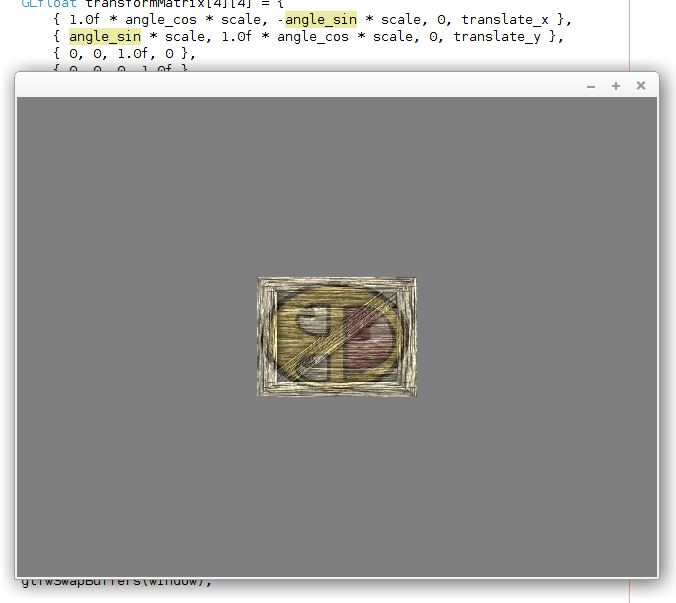 GLfloat transformMatrix[4][4] = {
{ 1.0f * angle_cos * scale, -angle_sin * scale, 0, translate_x },
{ angle_sin * scale, 1.0f * angle_cos * scale, 0, translate_y },
{ 0, 0, 1.0f, 0 },
{ 0, 0, 0, 1.0f }
glfwSwapBuffers(window);